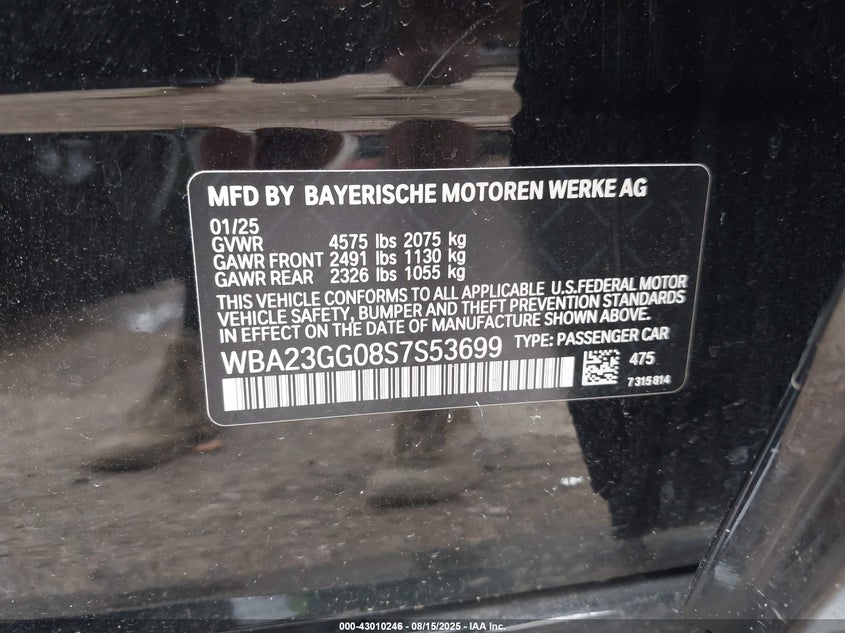 MFD BY BAYERISCHE MOTOREN WERKE AG
01/25
GVWR 4575 lbs 2075 kg
GAWR FRONT 2491 lbs 1130 kg
GAWR REAR 2326 lbs 1055 kg
THIS VEHICLE CONFORMS TO ALL APPLICABLE U.S.FEDERAL MOTOR
VEHICLE SAFETY, BUMPER AND THEFT PREVENTION STANDARDS
IN EFFECT ON THE DATE OF MANUFACTURE SHOWN ABOVE.
WBA23GG08S7S53699 TYPE: PASSENGER CAR
475
7315814
000-43010246 - 08/15/2025 - IAA Inc.